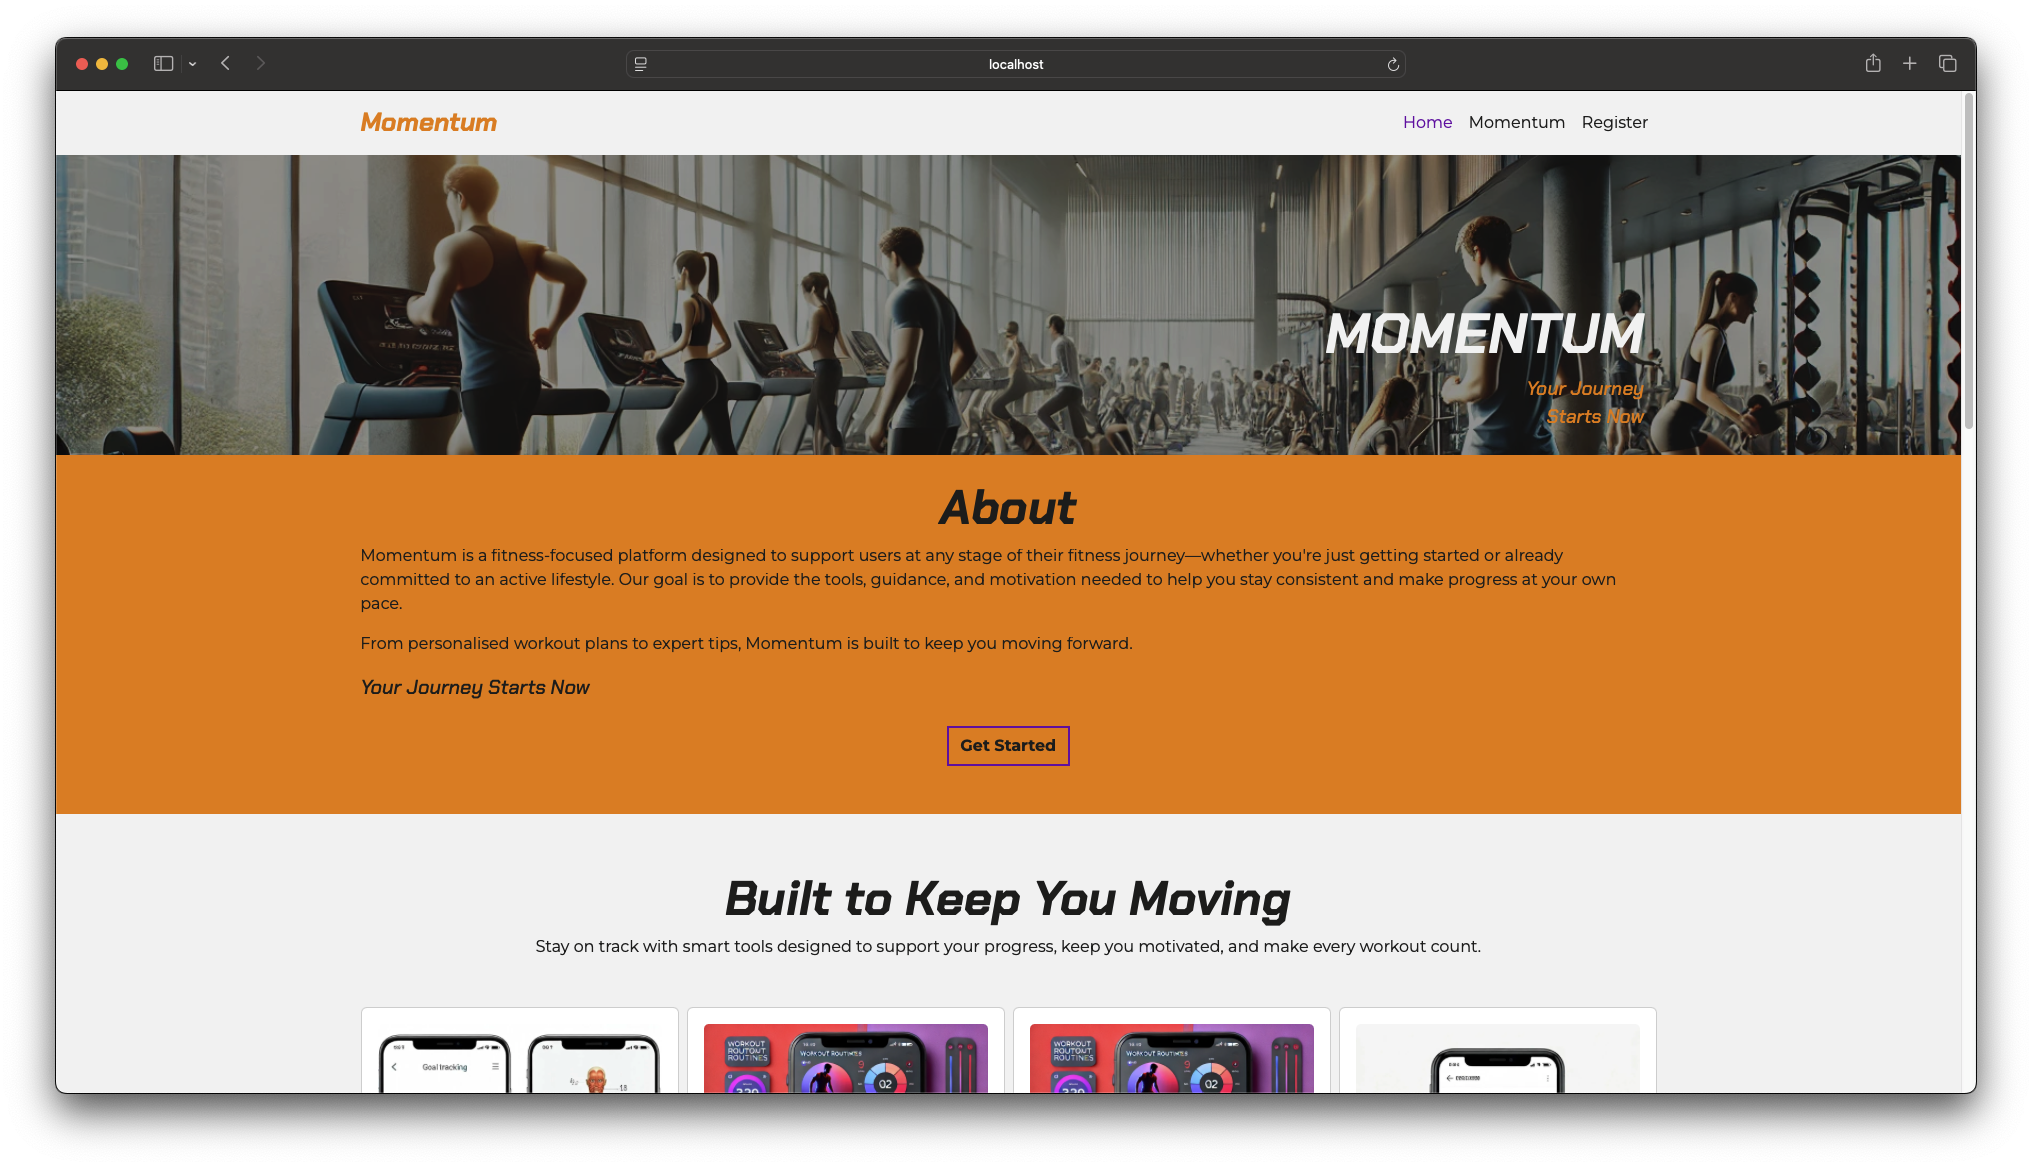 localhost
Momentum
Home Momentum Register
MOMENTUM
Your Journey
Starts Now
About
Momentum is a fitness-focused platform designed to support users at any stage of their fitness journey—whether you're just getting started or already
committed to an active lifestyle. Our goal is to provide the tools, guidance, and motivation needed to help you stay consistent and make progress at your own
pace.
From personalised workout plans to expert tips, Momentum is built to keep you moving forward.
Your Journey Starts Now
Get Started
Built to Keep You Moving
Stay on track with smart tools designed to support your progress, keep you motivated, and make every workout count.
Goal tracking
WORKOUT
ROUTINES
WORKOUT ROUTINES
02
WORKOUT
ROUTINES
WORKOUT ROUTINES
02